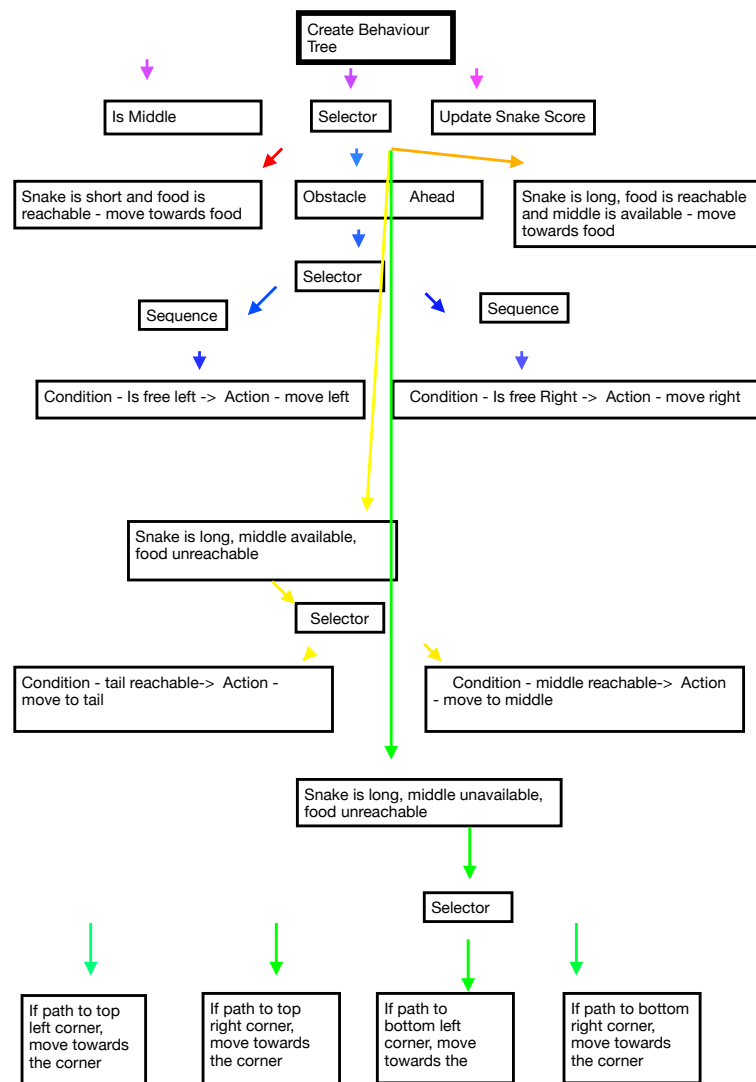 Create Behaviour
Tree
Is Middle
Selector
Update Snake Score
Snake is short and food is
reachable - move towards food
Obstacle Ahead
Snake is long, food is reachable
and middle is available - move
towards food
Selector
Sequence
Sequence
Condition - Is free left -> Action - move left
Condition - Is free Right -> Action - move right
Snake is long, middle available,
food unreachable
Selector
Condition - tail reachable-> Action -
move to tail
Condition - middle reachable-> Action
- move to middle
Snake is long, middle unavailable,
food unreachable
Selector
If path to top
left corner,
move towards
the corner
If path to top
right corner,
move towards
the corner
If path to
bottom left
corner, move
towards the
If path to bottom
right corner,
move towards
the corner